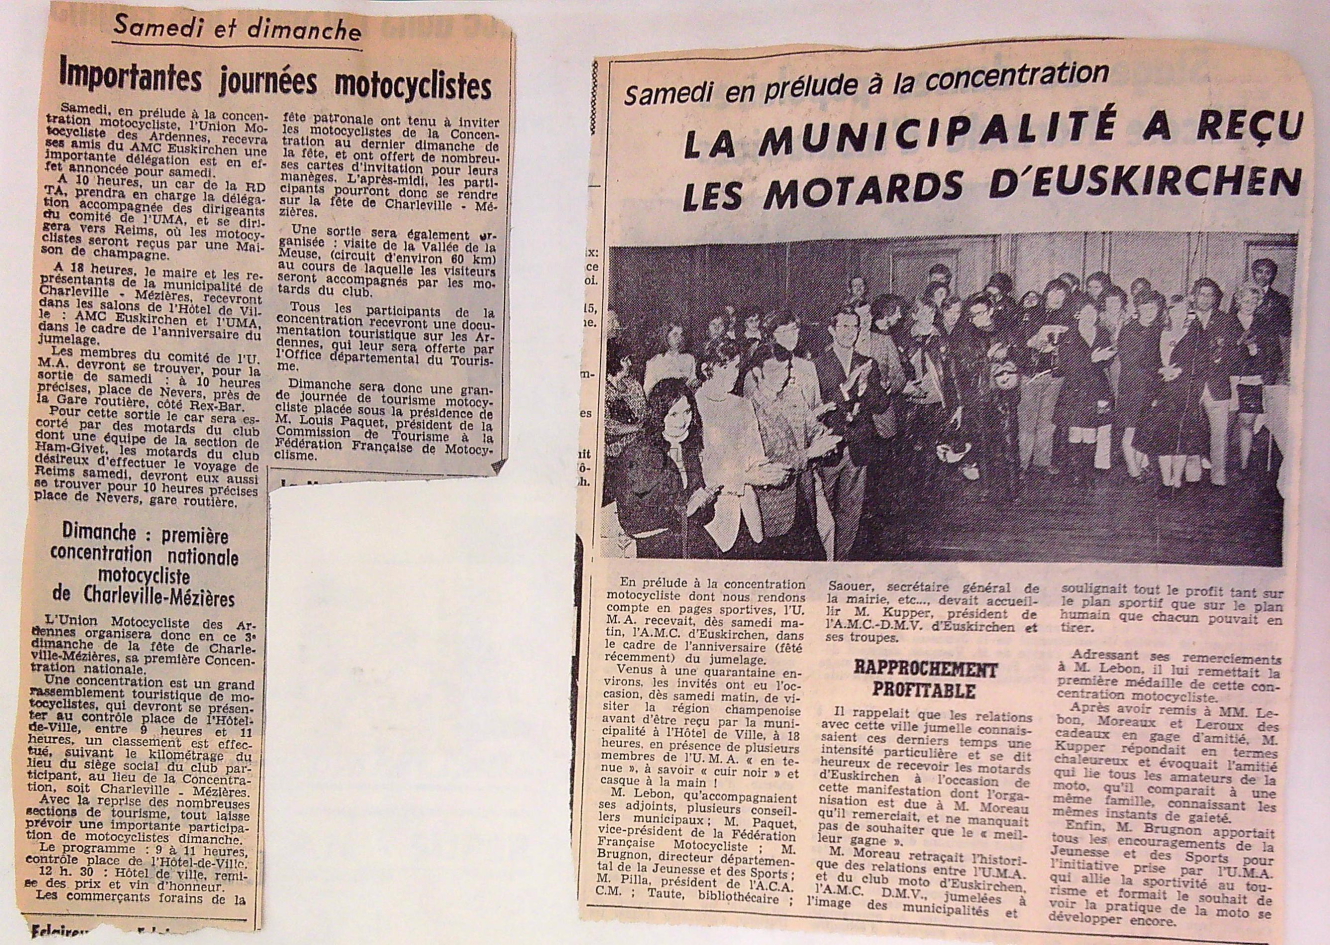 Samedi et dimanche
Importantes journées motocyclistes
Samedi, en prélude à la concen-
tration motocycliste, l'Union Mo-
tocycliste des Ardennes, recevra
ses amis du AMC Euskirchen une
importante délégation est en ef-
fet annoncée pour samedi.
A 10 heures, un car de la RD
TA, prendra en charge la déléga-
tion accompagnée des dirigeants
du comité de l'UMA, et se diri-
gera vers Reims, où les motocy-
clistes seront reçus par une Mai-
son de champagne.
A 18 heures, le maire et les re-
présentants de la municipalité de
Charleville - Mézières, recevront
dans les salons de l'Hôtel de Vil-
le : AMC Euskirchen et l'UMA,
dans le cadre de l'anniversaire du
jumelage.
Les membres du comité de l'U.
M.A. devront se trouver, pour la
sortie de samedi : à 10 heures
précises, place de Nevers, près de
la Gare routière, côté Rex-Bar.
Pour cette sortie le car sera es-
corté par des motards du club
dont une équipe de la section de
Ham-Givet, les motards du club
désireux d'effectuer le voyage de
Reims samedi, devront eux aussi
se trouver pour 10 heures précises
place de Nevers, gare routière.
Dimanche : première
concentration nationale
motocycliste
de Charleville-Mézières
L'Union Motocycliste des Ar-
dennes organisera donc en ce 3e
dimanche de la fête de Charle-
ville-Mézières, sa première Concen-
tration nationale.
Une concentration est un grand
rassemblement touristique de mo-
tocyclistes, qui devront se présen-
ter au contrôle place de l'Hôtel-
de-Ville, entre 9 heures et 11
heures, un classement est effec-
tué, suivant le kilométrage du
lieu du siège social du club par-
ticipant, au lieu de la Concentra-
tion, soit Charleville - Mézières.
Avec la reprise des nombreuses
sections de tourisme, tout laisse
prévoir une importante participa-
tion de motocyclistes dimanche.
Le programme : 9 à 11 heures,
contrôle place de l'Hôtel-de-Ville.
12 h. 30 : Hôtel de ville, remi-
se des prix et vin d'honneur.
Les commerçants forains de la
fête patronale ont tenu à inviter
les motocyclistes de la Concen-
tration au dernier dimanche de
la fête, et ont offert de nombreu-
ses cartes d'invitation pour leurs
manèges. L'après-midi, les parti-
cipants pourront donc se rendre
sur la fête de Charleville - Mé-
zières.
Une sortie sera également or-
ganisée : visite de la Vallée de la
Meuse, (circuit d'environ 60 km)
au cours de laquelle les visiteurs
seront accompagnés par les mo-
tards du club.
Tous les participants de la
concentration recevront une docu-
mentation touristique sur les Ar-
dennes, qui leur sera offerte par
l'Office départemental du Touris-
me.
Dimanche sera donc une gran-
de journée de tourisme motocy-
cliste placée sous la présidence de
M. Louis Paquet, président de la
Commission de Tourisme à la
Fédération Française de Motocy-
clisme.
Samedi en prélude à la concentration
LA MUNICIPALITÉ A REÇU
LES MOTARDS D'EUSKIRCHEN
En prélude à la concentration
motocycliste dont nous rendons
compte en pages sportives, l'U.
M.A. recevait, dès samedi ma-
tin, l'A.M.C. d'Euskirchen, dans
le cadre de l'anniversaire (fêté
récemment) du jumelage.
Venus à une quarantaine en-
virons, les invités ont eu l'oc-
casion, dès samedi matin, de vi-
siter la région champenoise
avant d'être reçu par la muni-
cipalité à l'Hôtel de Ville, à 18
heures, en présence de plusieurs
membres de l'U.M.A. « en te-
nue », à savoir « cuir noir » et
casque à la main !
M. Lebon, qu'accompagnaient
ses adjoints, plusieurs conseil-
lers municipaux ; M. Paquet,
vice-président de la Fédération
Française Motocycliste ; M.
Brugnon, directeur départemen-
tal de la Jeunesse et des Sports ;
M. Pilla, président de l'A.C.A.
C.M. ; Taute, bibliothécaire ;
Saouer, secrétaire général de
la mairie, etc..., devait accueil-
lir M. Kupper, président de
l'A.M.C.-D.M.V. d'Euskirchen et
ses troupes.
RAPPROCHEMENT
PROFITABLE
Il rappelait que les relations
avec cette ville jumelle connais-
saient ces derniers temps une
intensité particulière et se dit
heureux de recevoir les motards
d'Euskirchen à l'occasion de
cette manifestation dont l'orga-
nisation est due à M. Moreau
qu'il remerciait, et ne manquait
pas de souhaiter que le « meil-
leur gagne ».
M. Moreau retraçait l'histori-
que des relations entre l'U.M.A.
et du club moto d'Euskirchen,
l'A.M.C. D.M.V., jumelées à
l'image des municipalités et
soulignait tout le profit tant sur
le plan sportif que sur le plan
humain que chacun pouvait en
tirer.
Adressant ses remerciements
à M. Lebon, il lui remettait la
première médaille de cette con-
centration motocycliste.
Après avoir remis à MM. Le-
bon, Moreaux et Leroux des
cadeaux en gage d'amitié, M.
Kupper répondait en termes
chaleureux et évoquait l'amitié
qui lie tous les amateurs de la
moto, qu'il comparait à une
même famille, connaissant les
mêmes instants de gaieté.
Enfin, M. Brugnon apportait
tous les encouragements de la
Jeunesse et des Sports pour
l'initiative prise par l'U.M.A.
qui allie la sportivité au tou-
risme et formait le souhait de
voir la pratique de la moto se
développer encore.